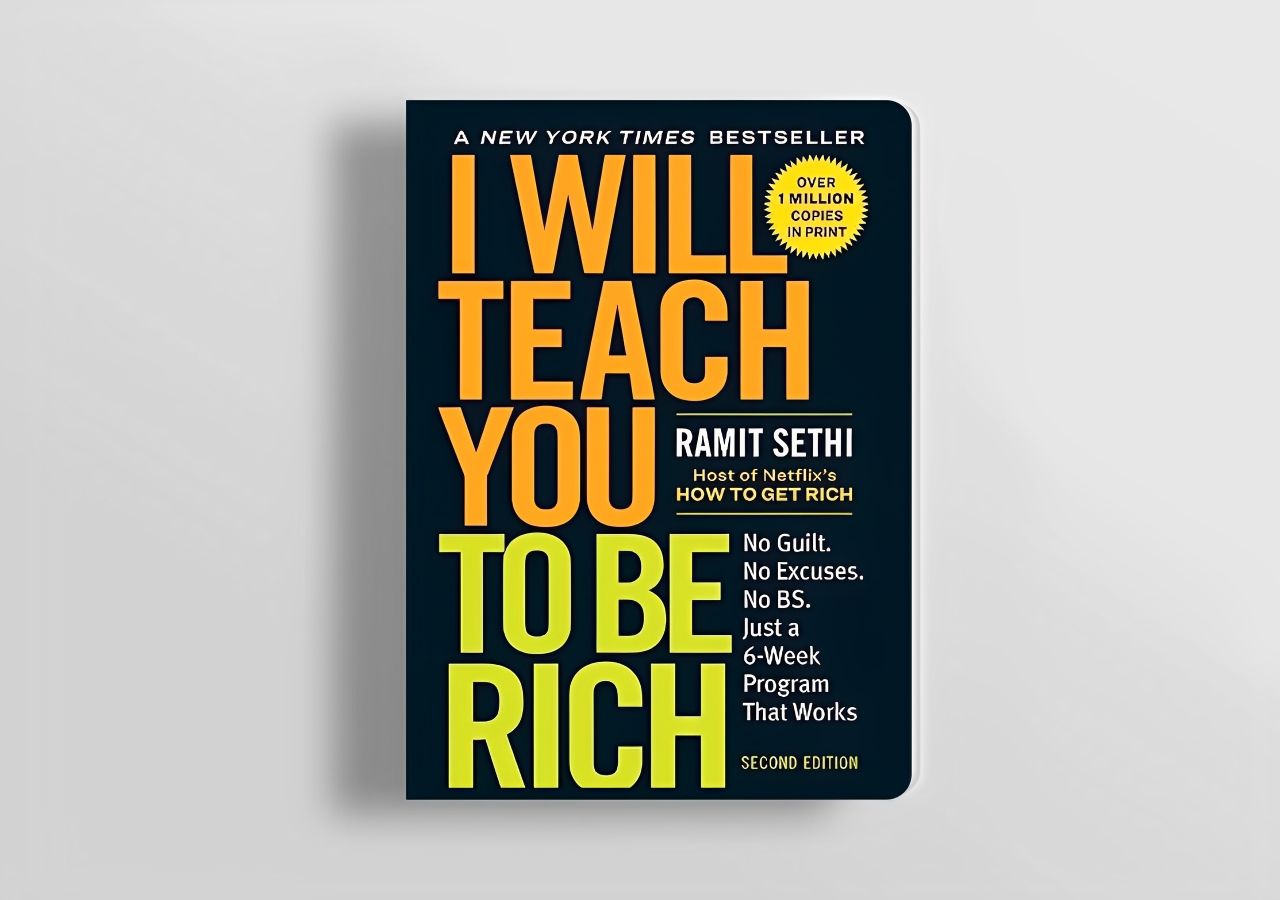 A NEW YORK TIMES BESTSELLER
I WILL
OVER
1 MILLION
COPIES
IN PRINT
TEACH
YOU
RAMIT SETHI
Host of Netflix's
HOW TO GET RICH
TO BE
RICH
No Guilt.
No Excuses.
No BS.
Just a
6-Week
Program
That Works
SECOND EDITION